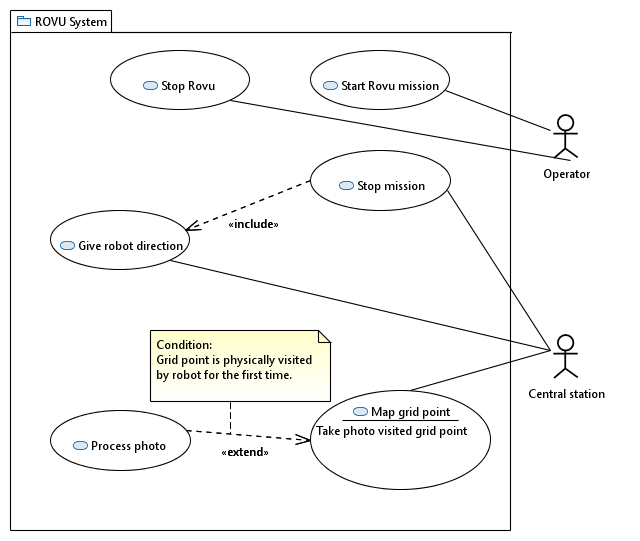 ROVU System
Stop Rovu
Start Rovu mission
Operator
Stop mission
«include»
Give robot direction
Condition:
Grid point is physically visited
by robot for the first time.
Central station
Map grid point
Take photo visited grid point
Process photo
«extend»